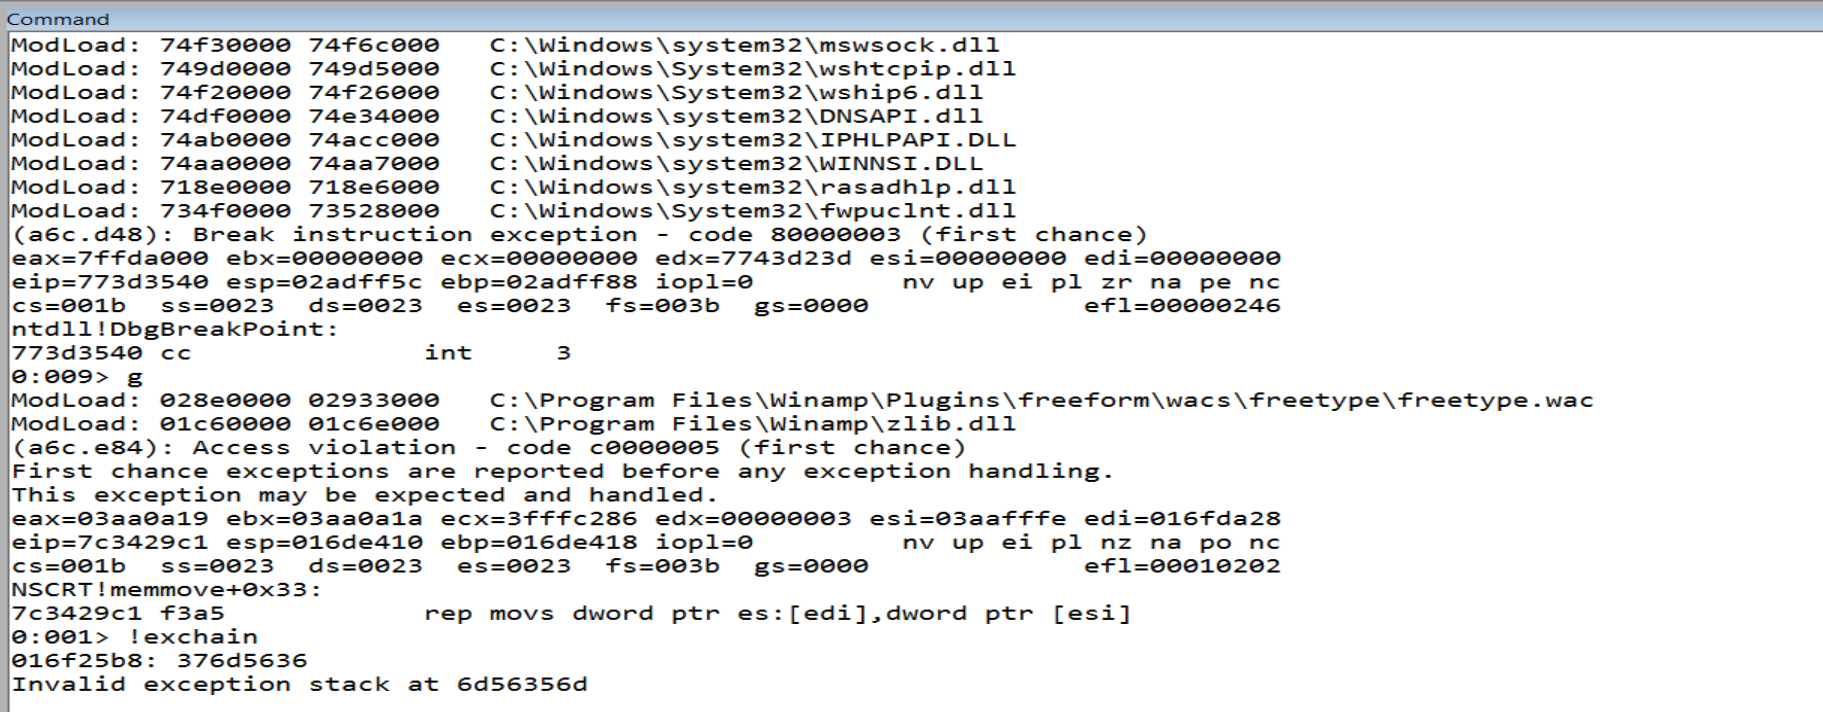 Command
ModLoad: 74f30000 74f6c000   C:\Windows\system32\mswsock.dll
ModLoad: 749d0000 749d5000   C:\Windows\System32\wshtcpip.dll
ModLoad: 74f20000 74f26000   C:\Windows\System32\wship6.dll
ModLoad: 74df0000 74e34000   C:\Windows\system32\DNSAPI.dll
ModLoad: 74ab0000 74acc000   C:\Windows\system32\IPHLPAPI.DLL
ModLoad: 74aa0000 74aa7000   C:\Windows\system32\WINNSI.DLL
ModLoad: 718e0000 718e6000   C:\Windows\system32\rasadhlp.dll
ModLoad: 734f0000 73528000   C:\Windows\System32\fwpuclnt.dll
(a6c.d48): Break instruction exception - code 80000003 (first chance)
eax=7ffda000 ebx=00000000 ecx=00000000 edx=7743d23d esi=00000000 edi=00000000
eip=773d3540 esp=02adff5c ebp=02adff88 iopl=0         nv up ei pl zr na pe nc
cs=001b  ss=0023  ds=0023  es=0023  fs=003b  gs=0000             efl=00000246
ntdll!DbgBreakPoint:
773d3540 cc              int     3
0:009> g
ModLoad: 028e0000 02933000   C:\Program Files\Winamp\Plugins\freeform\wacs\freetype\freetype.wac
ModLoad: 01c60000 01c6e000   C:\Program Files\Winamp\zlib.dll
(a6c.e84): Access violation - code c0000005 (first chance)
First chance exceptions are reported before any exception handling.
This exception may be expected and handled.
eax=03aa0a19 ebx=03aa0a1a ecx=3fffc286 edx=00000003 esi=03aafffe edi=016fda28
eip=7c3429c1 esp=016de410 ebp=016de418 iopl=0         nv up ei pl nz na po nc
cs=001b  ss=0023  ds=0023  es=0023  fs=003b  gs=0000             efl=00010202
NSCRT!memmove+0x33:
7c3429c1 f3a5            rep movs dword ptr es:[edi],dword ptr [esi]
0:001> !exchain
016f25b8: 376d5636
Invalid exception stack at 6d56356d